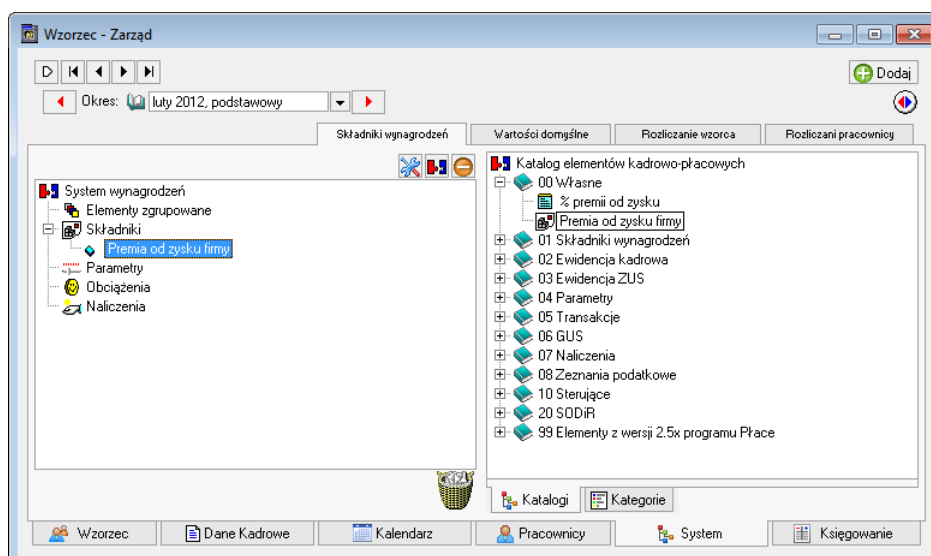 Wzorzec - Zarząd
Dodaj
Okres: luty 2012, podstawowy
Składniki wynagrodzeń Wartości domyślne Rozliczanie wzorca Rozliczani pracownicy
System wynagrodzeń
Elementy zgrupowane
Składniki
Premia od zysku firmy
Parametry
Obciążenia
Naliczenia
Katalog elementów kadrowo-płacowych
00 Własne
% premii od zysku
Premia od zysku firmy
01 Składniki wynagrodzeń
02 Ewidencja kadrowa
03 Ewidencja ZUS
04 Parametry
05 Transakcje
06 GUS
07 Naliczenia
08 Zeznania podatkowe
10 Sterujące
20 SODiR
99 Elementy z wersji 2.5x programu Płace
Katalogi Kategorie
Wzorzec Dane Kadrowe Kalendarz Pracownicy System Księgowanie